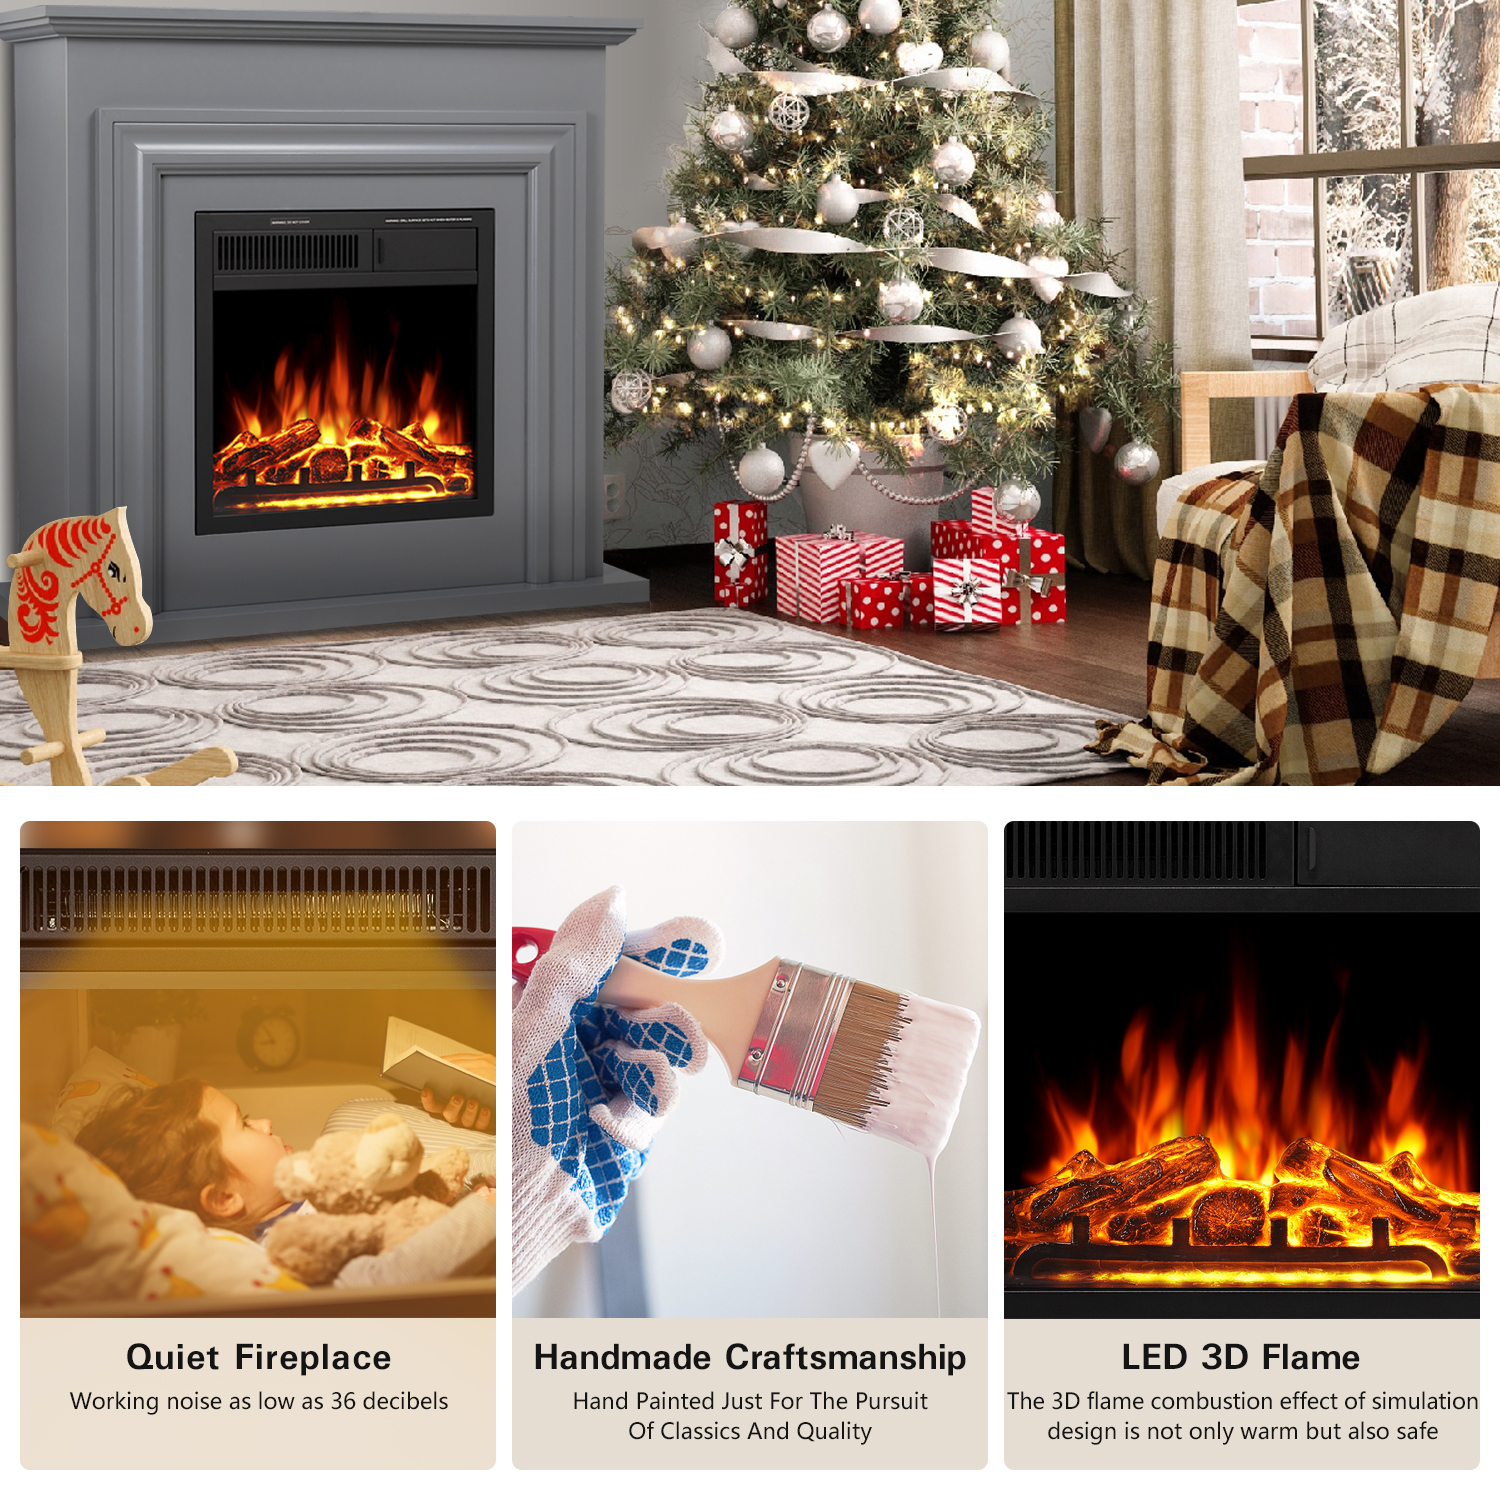 Quiet Fireplace
Working noise as low as 36 decibels
Handmade Craftsmanship
Hand Painted Just For The Pursuit
Of Classics And Quality
LED 3D Flame
The 3D flame combustion effect of simulation
design is not only warm but also safe